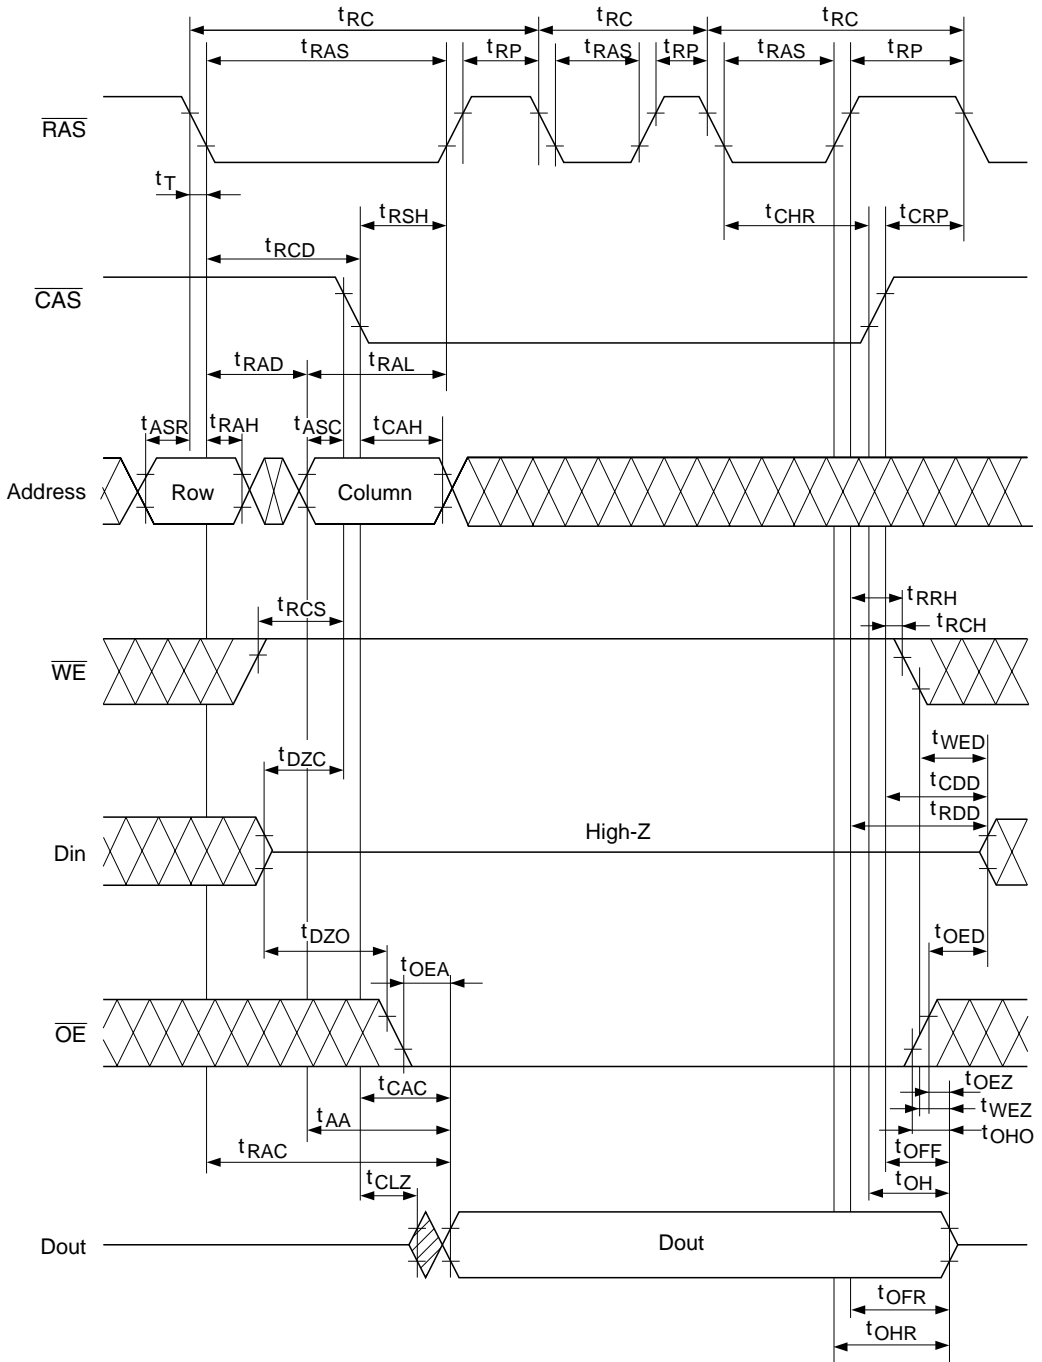 tRC tRC tRC
tRAS tRP tRAS tRP tRAS tRP
RAS
tT
tRSH tCHR tCRP
tRCD
CAS
tRAD tRAL
tASR tRAH tASC tCAH
Address Row Column
tRRH
tRCS tRCH
WE
tWED
tDZC
tCDD
tRDD
High-Z
Din
tDZO tOED
tOEA
OE
tOEZ
tCAC
tWEZ
tAA
tOHO
tRAC tOFF
tCLZ tOH
Dout Dout
tOFR
tOHR